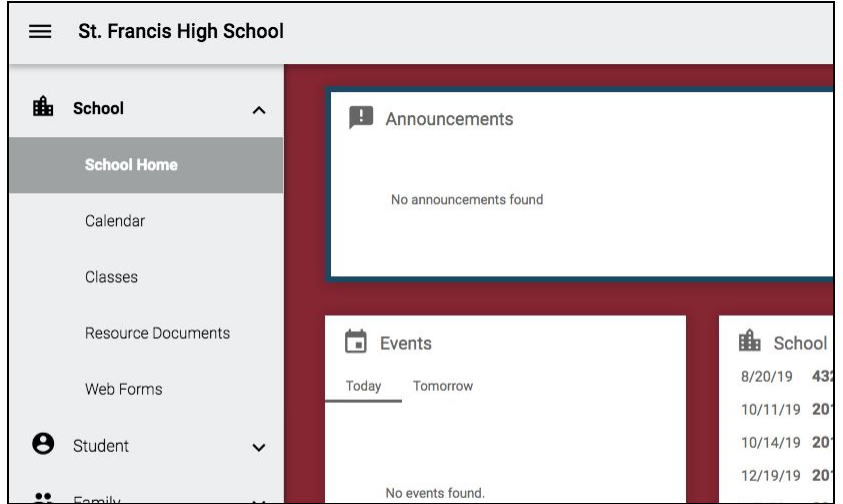 St. Francis High School
School
School Home
Calendar
Classes
Resource Documents
Web Forms
Student
Family
Announcements
No announcements found
Events
Today Tomorrow
No events found.
School
8/20/19
10/11/19
10/14/19
12/19/19